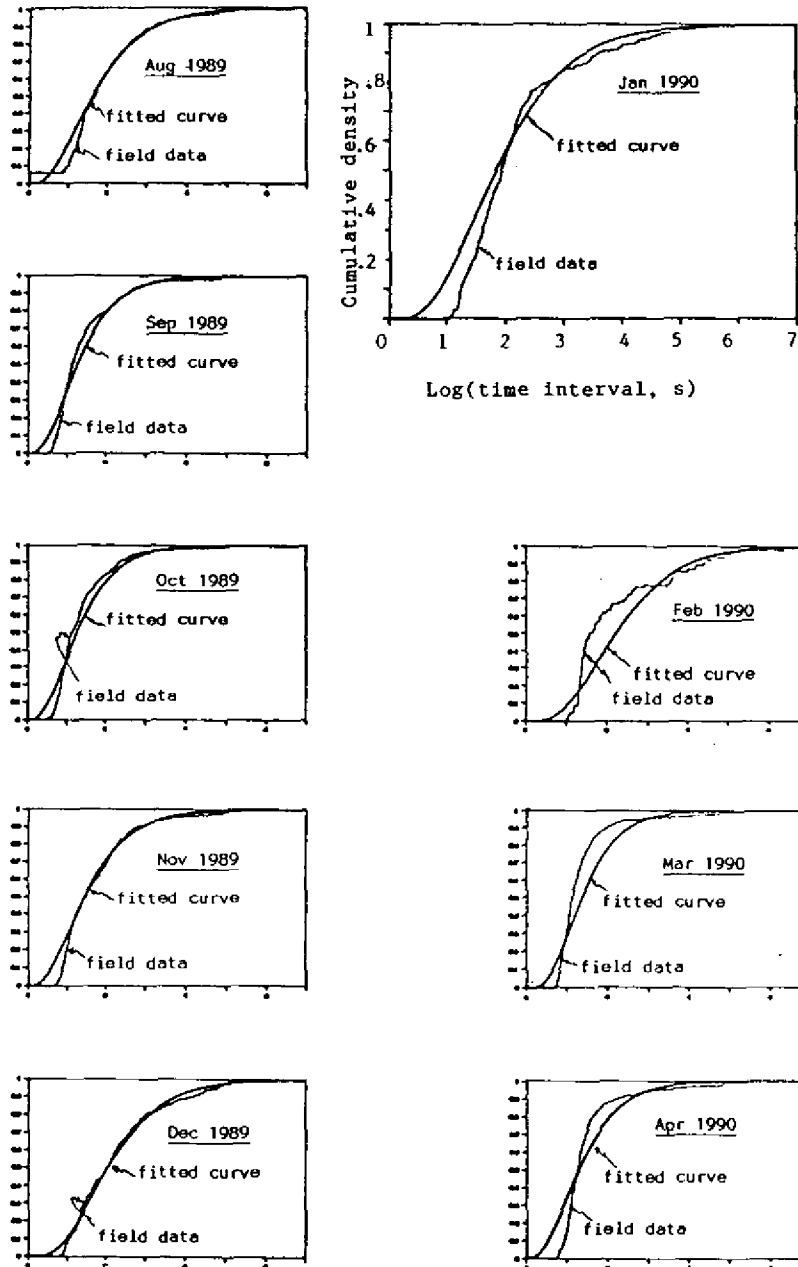 Aug 1989
fitted curve
field data
Sep 1989
fitted curve
field data
Oct 1989
fitted curve
field data
Nov 1989
fitted curve
field data
Dec 1989
fitted curve
field data
1
.8
.6
.4
.2
Cumulative density
Jan 1990
fitted curve
field data
0 1 2 3 4 5 6 7
Log(time interval, s)
Feb 1990
fitted curve
field data
Mar 1990
fitted curve
field data
Apr 1990
fitted curve
field data